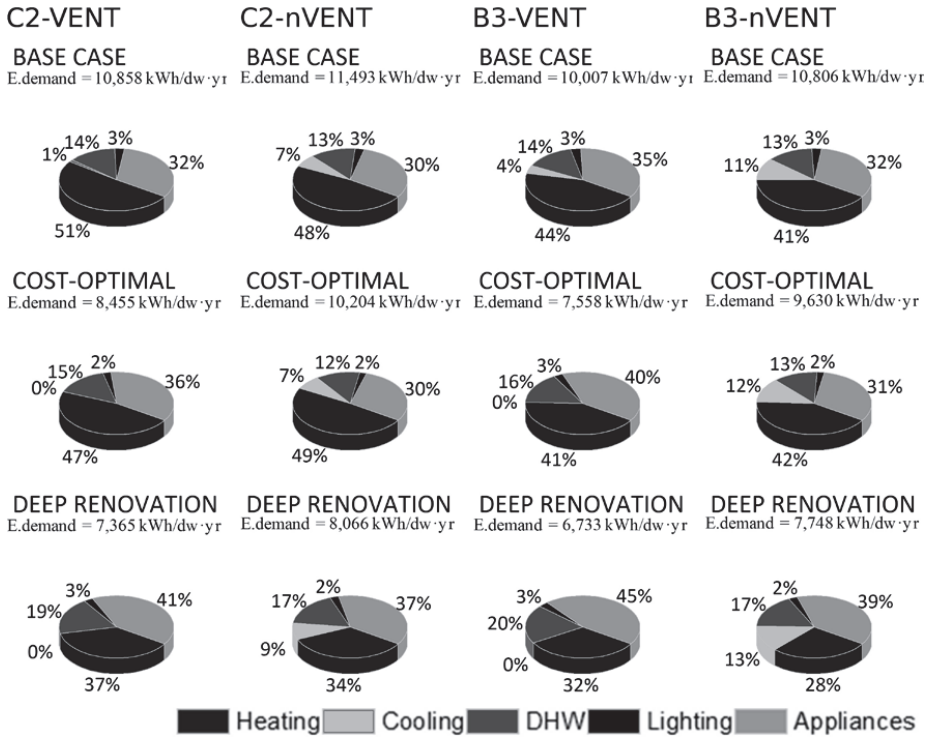 C2-VENT C2-nVENT B3-VENT B3-nVENT
BASE CASE BASE CASE BASE CASE BASE CASE
E.demand = 10,858 kWh/dw·yr E.demand = 11,493 kWh/dw·yr E.demand = 10,007 kWh/dw·yr E.demand = 10,806 kWh/dw·yr
1% 14% 3% 32% 51%
7% 13% 3% 30% 48%
4% 14% 3% 35% 44%
11% 13% 3% 32% 41%
COST-OPTIMAL COST-OPTIMAL COST-OPTIMAL COST-OPTIMAL
E.demand = 8,455 kWh/dw·yr E.demand = 10,204 kWh/dw·yr E.demand = 7,558 kWh/dw·yr E.demand = 9,630 kWh/dw·yr
0% 15% 2% 36% 47%
7% 12% 2% 30% 49%
0% 16% 3% 40% 41%
12% 13% 2% 31% 42%
DEEP RENOVATION DEEP RENOVATION DEEP RENOVATION DEEP RENOVATION
E.demand = 7,365 kWh/dw·yr E.demand = 8,066 kWh/dw·yr E.demand = 6,733 kWh/dw·yr E.demand = 7,748 kWh/dw·yr
0% 19% 3% 41% 37%
9% 17% 2% 37% 34%
0% 20% 3% 45% 32%
13% 17% 2% 39% 28%
Heating Cooling DHW Lighting Appliances